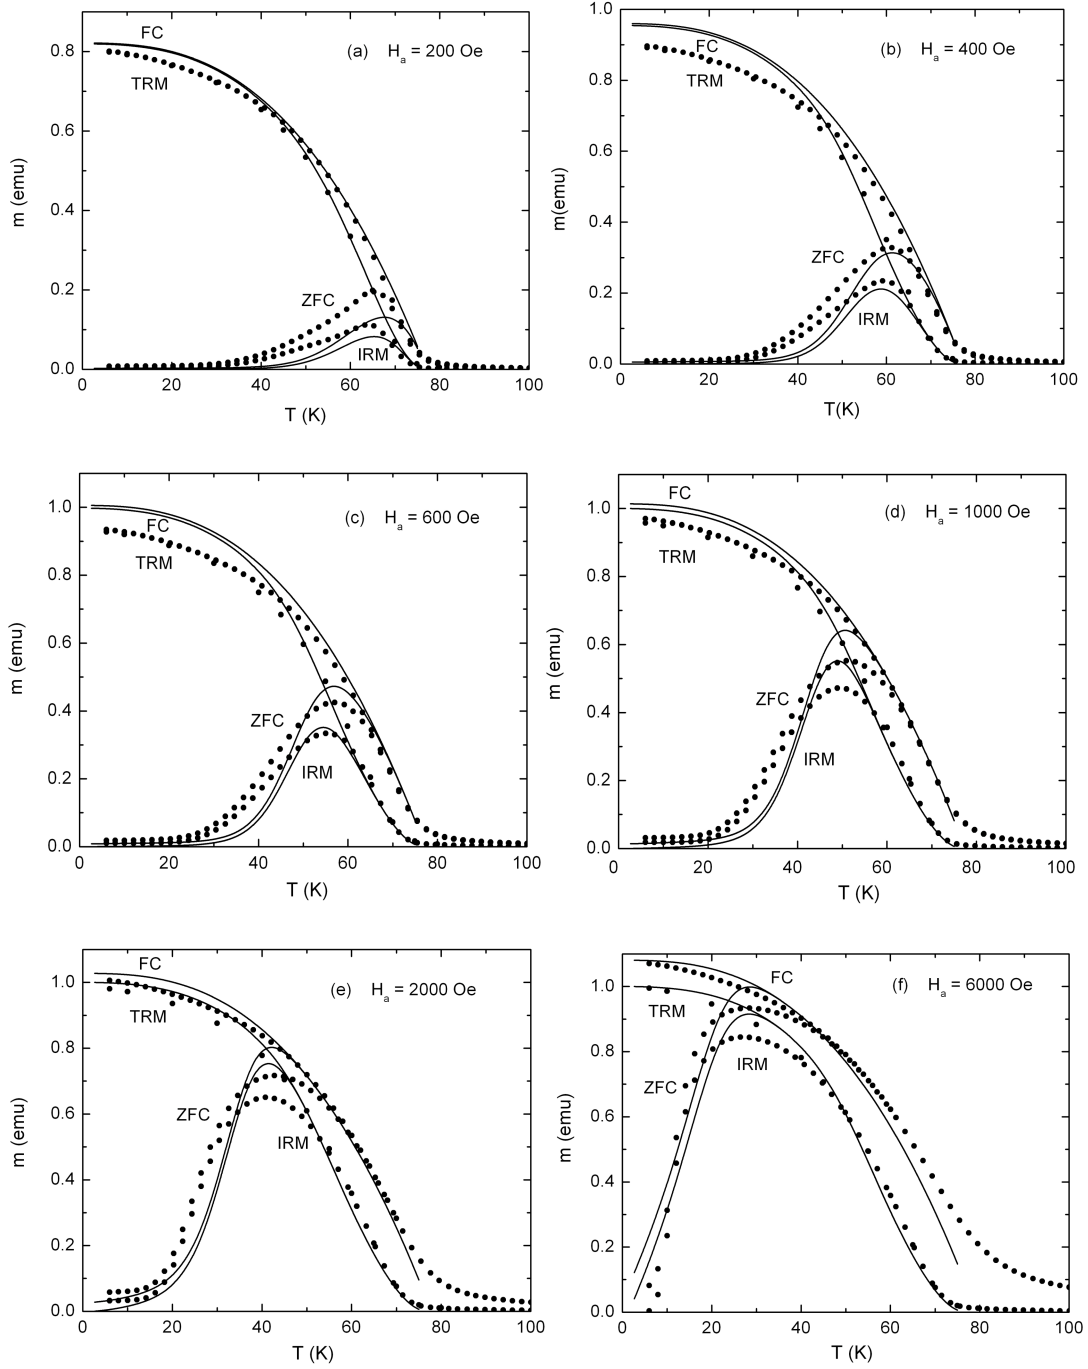 FC
(a) Hₐ = 200 Oe
TRM
ZFC
IRM
m (emu)
0.8
0.6
0.4
0.2
0.0
0 20 40 60 80 100
T (K)
FC
(b) Hₐ = 400 Oe
TRM
ZFC
IRM
m(emu)
1.0
0.8
0.6
0.4
0.2
0.0
0 20 40 60 80 100
T(K)
FC
(c) Hₐ = 600 Oe
TRM
ZFC
IRM
m (emu)
1.0
0.8
0.6
0.4
0.2
0.0
0 20 40 60 80 100
T (K)
FC
(d) Hₐ = 1000 Oe
TRM
ZFC
IRM
m (emu)
1.0
0.8
0.6
0.4
0.2
0.0
0 20 40 60 80 100
T (K)
FC
(e) Hₐ = 2000 Oe
TRM
ZFC
IRM
m (emu)
1.0
0.8
0.6
0.4
0.2
0.0
0 20 40 60 80 100
T (K)
FC
(f) Hₐ = 6000 Oe
TRM
IRM
ZFC
m (emu)
1.0
0.8
0.6
0.4
0.2
0.0
0 20 40 60 80 100
T (K)